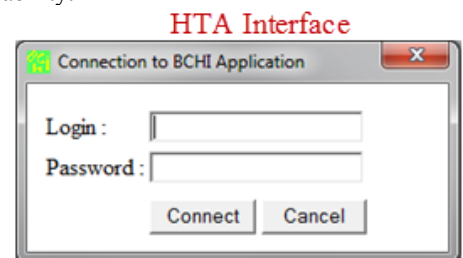 HTA Interface
Connection to BCHI Application
Login :
Password :
Connect Cancel